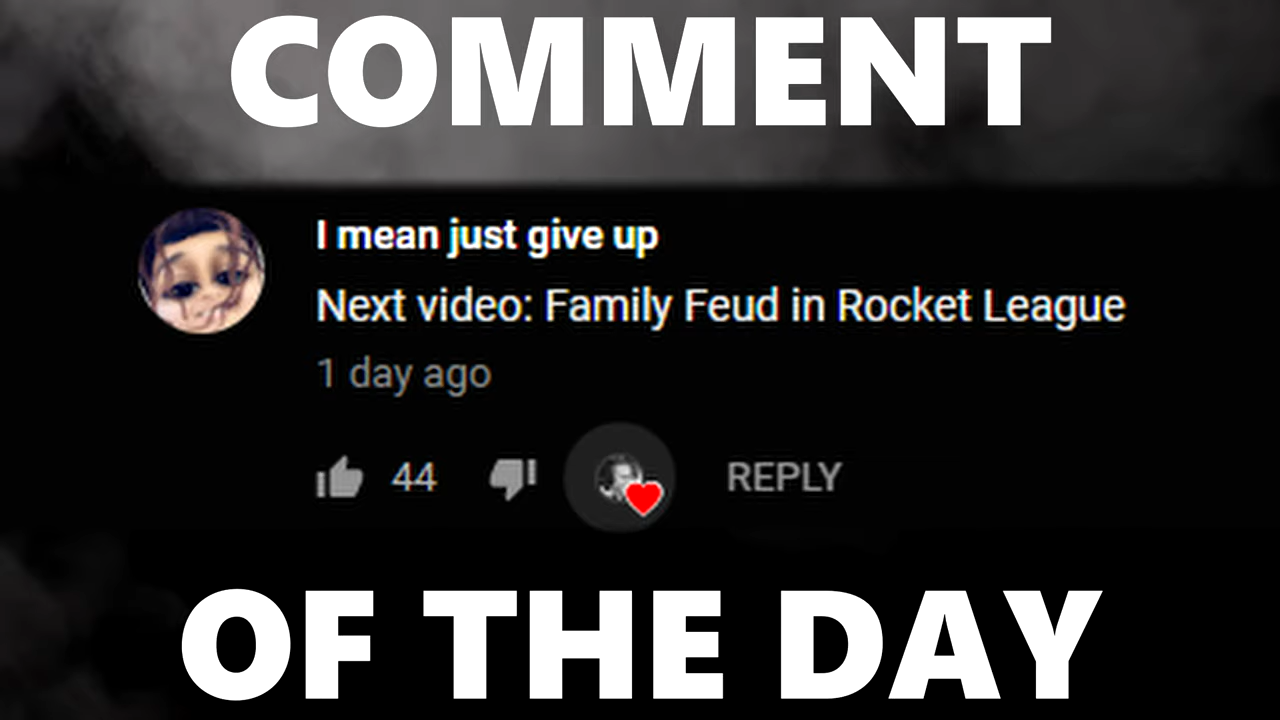 COMMENT
I mean just give up
Next video: Family Feud in Rocket League
1 day ago
44 REPLY
OF THE DAY